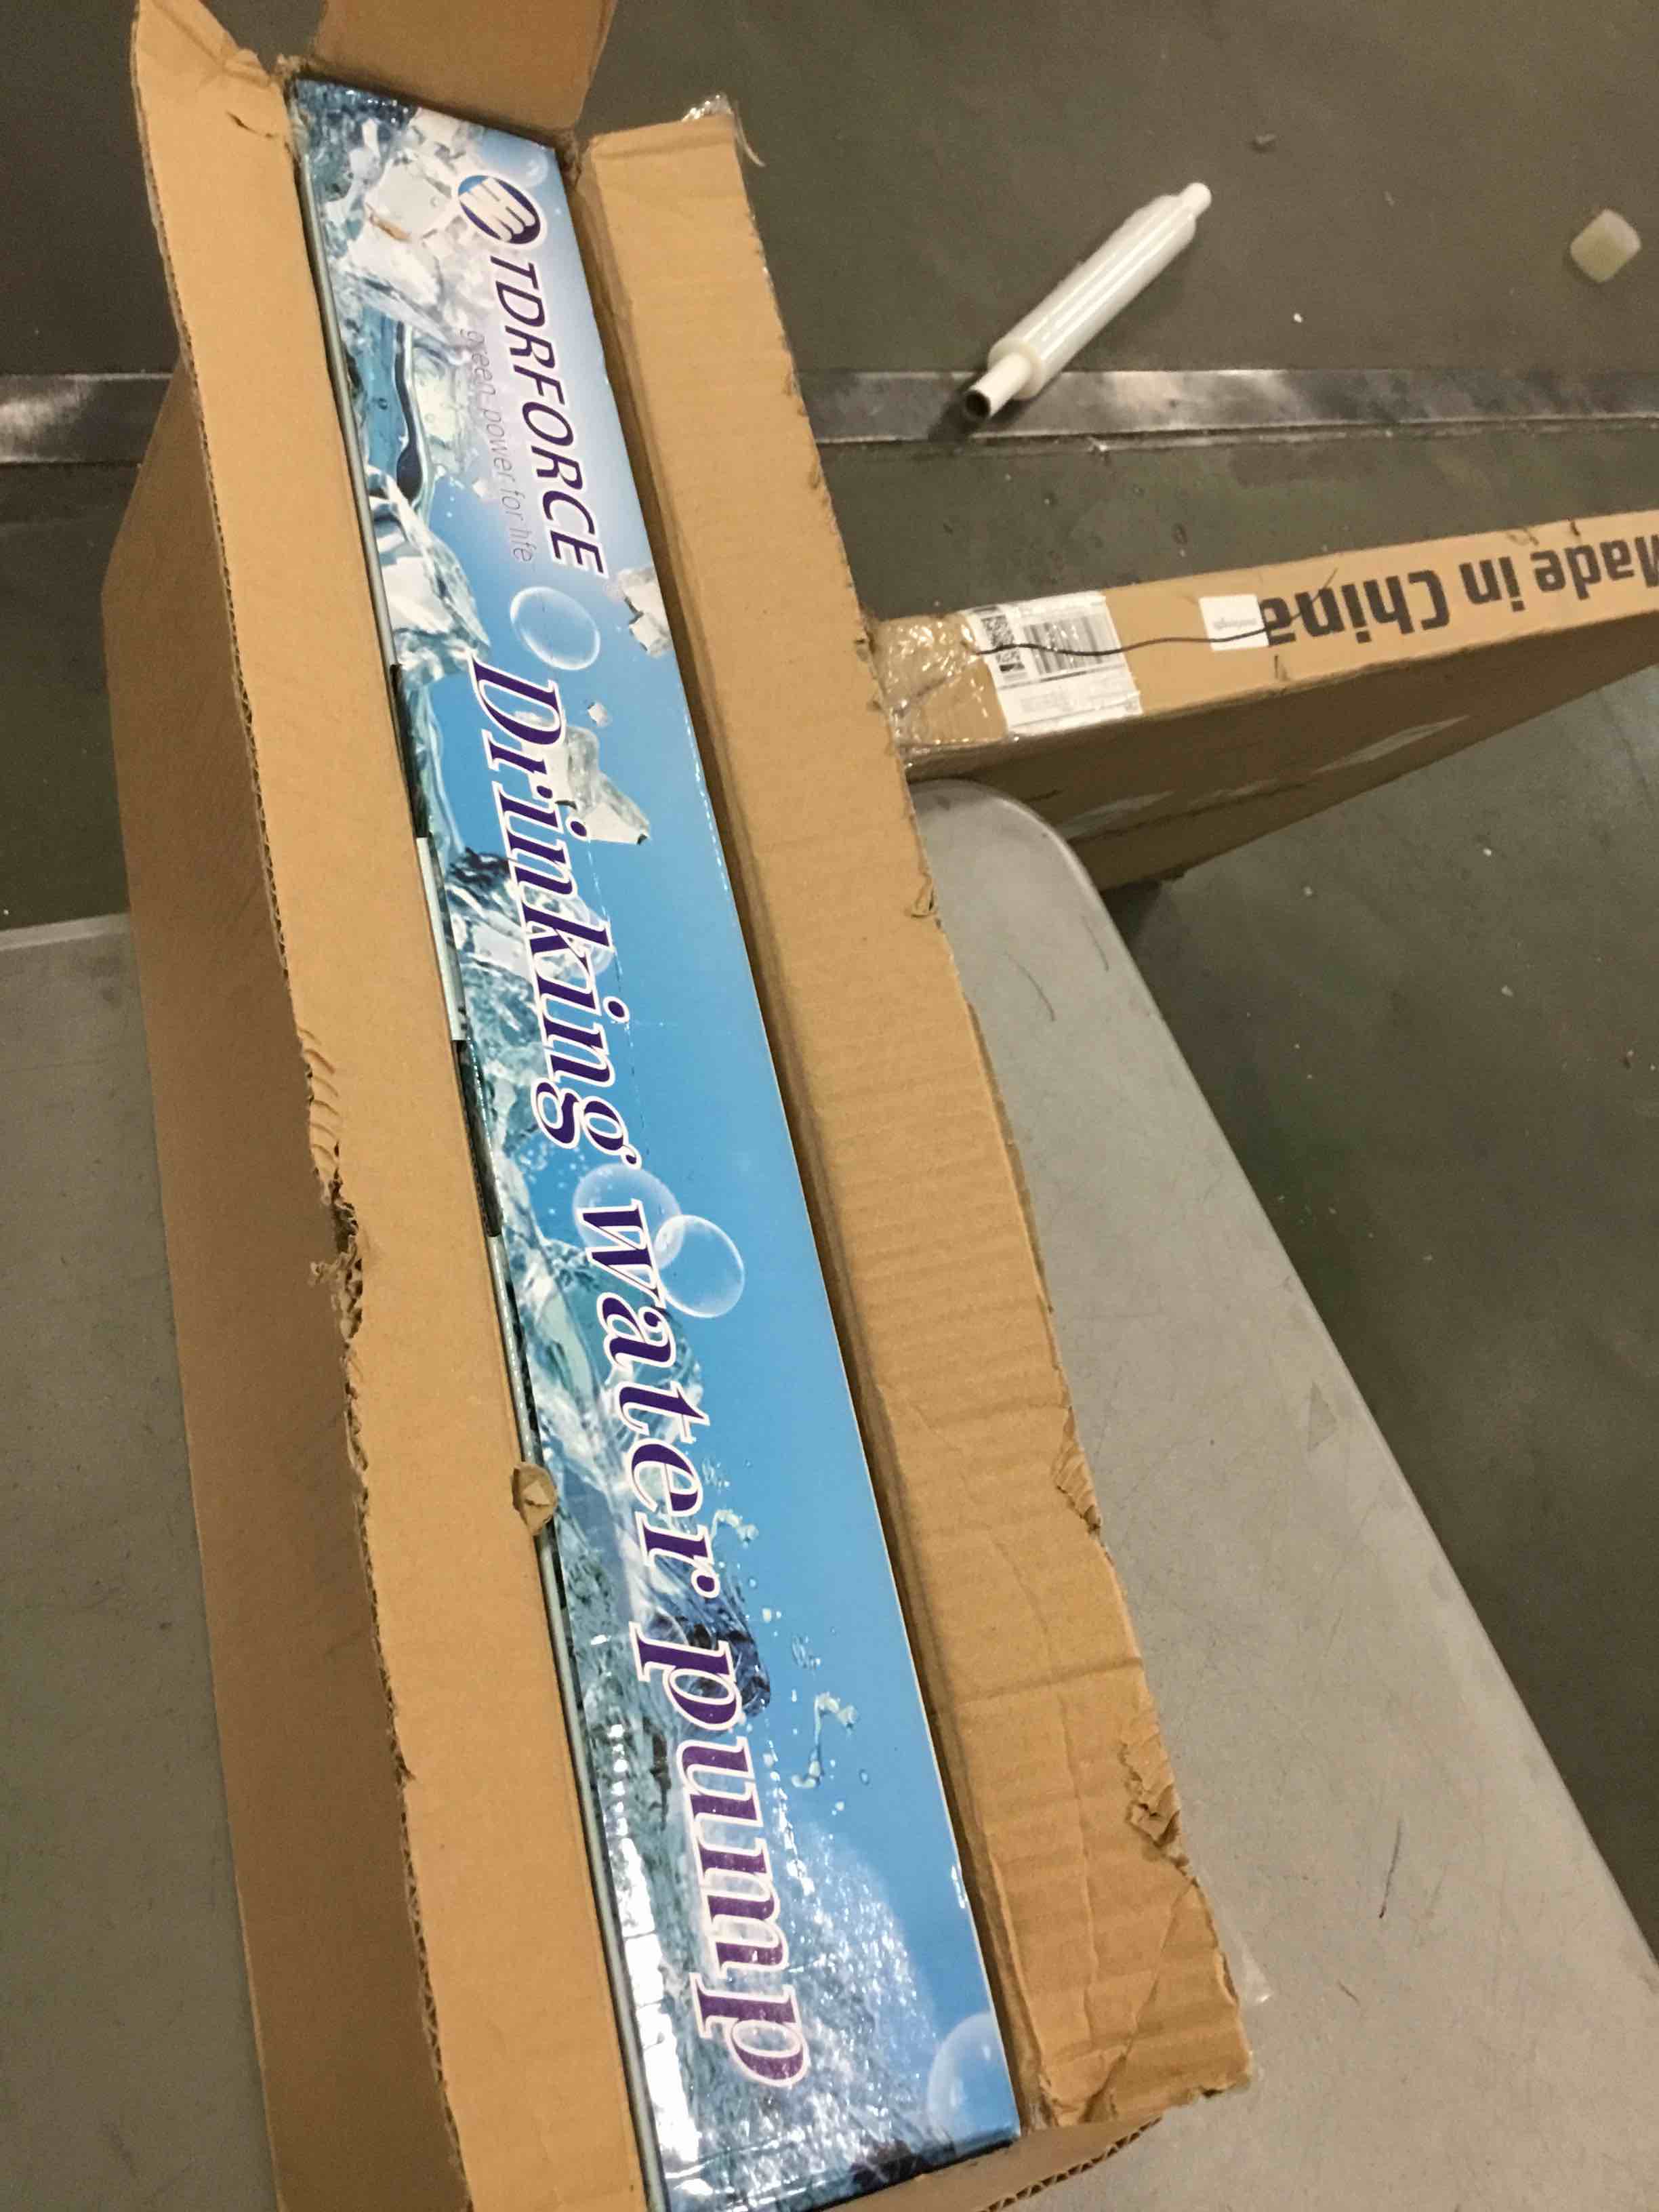 TDRFORCE
green power for life
Drinking water pump
Made in China